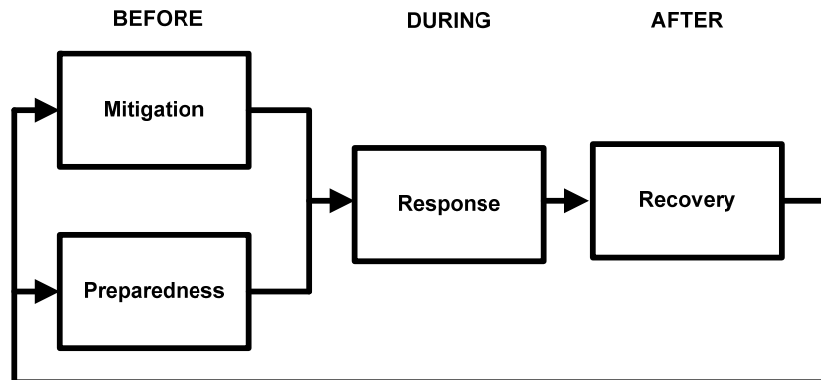 BEFORE DURING AFTER
Mitigation
Response
Recovery
Preparedness